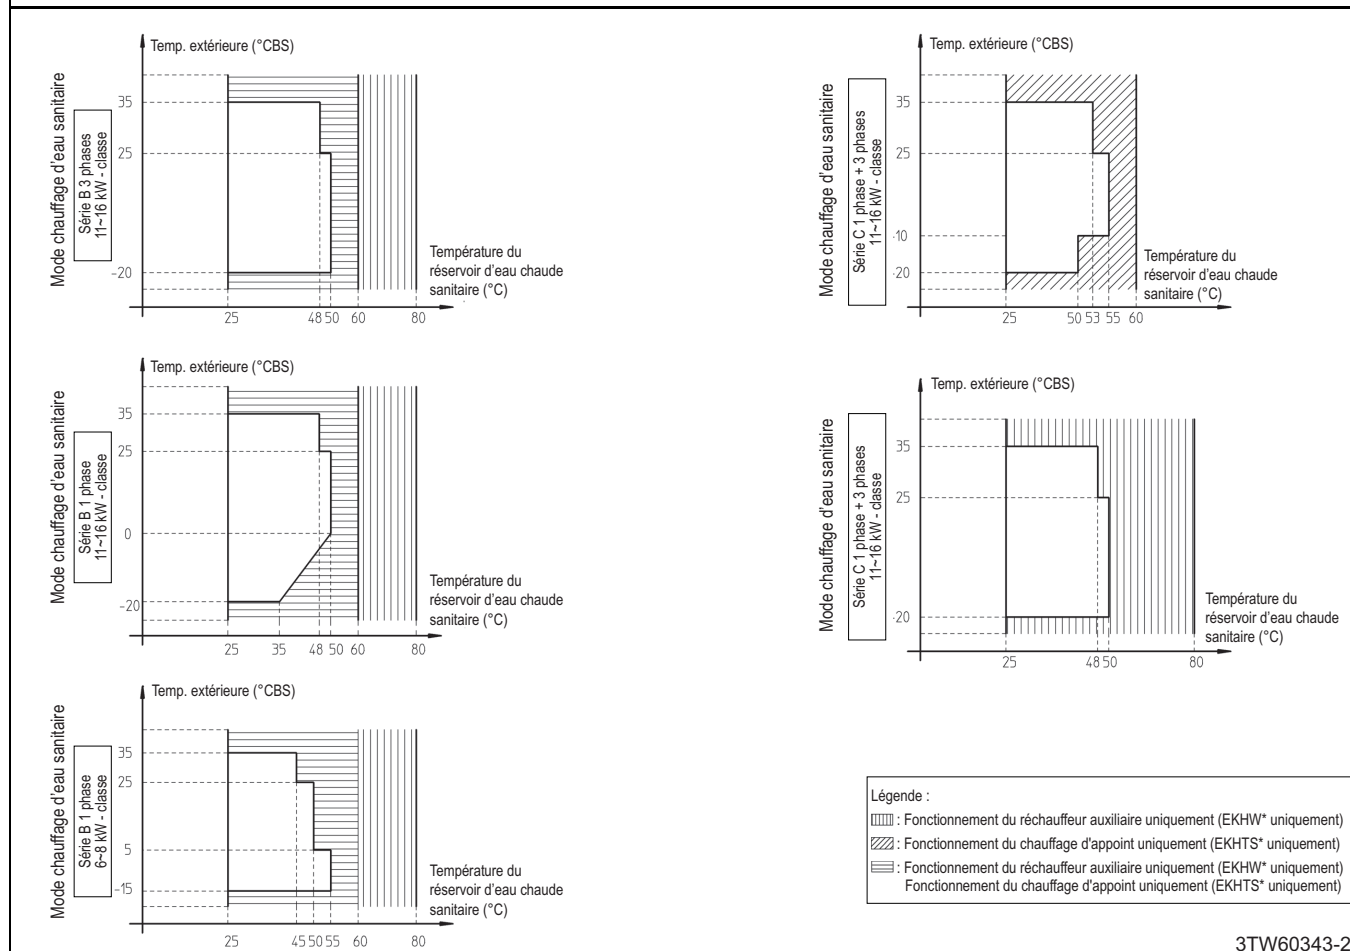 Temp. extérieure (°CBS)
Mode chauffage d'eau sanitaire
Série B 3 phases
11~16 kW - classe
35
25
-20
Température du
réservoir d'eau chaude
sanitaire (°C)
25 48 50 60 80
Temp. extérieure (°CBS)
Mode chauffage d'eau sanitaire
Série B 1 phase
11~16 kW - classe
35
25
0
-20
Température du
réservoir d'eau chaude
sanitaire (°C)
25 35 48 50 60 80
Temp. extérieure (°CBS)
Mode chauffage d'eau sanitaire
Série B 1 phase
6~8 kW - classe
35
25
5
-15
Température du
réservoir d'eau chaude
sanitaire (°C)
25 45 50 55 60 80
Temp. extérieure (°CBS)
Mode chauffage d'eau sanitaire
Série C 1 phase + 3 phases
11~16 kW - classe
35
25
-10
-20
Température du
réservoir d'eau chaude
sanitaire (°C)
25 50 53 55 60
Temp. extérieure (°CBS)
Mode chauffage d'eau sanitaire
Série C 1 phase + 3 phases
11~16 kW - classe
35
25
-20
Température du
réservoir d'eau chaude
sanitaire (°C)
25 48 50 80
Légende :
: Fonctionnement du réchauffeur auxiliaire uniquement (EKHW* uniquement)
: Fonctionnement du chauffage d'appoint uniquement (EKHTS* uniquement)
: Fonctionnement du réchauffeur auxiliaire uniquement (EKHW* uniquement)
Fonctionnement du chauffage d'appoint uniquement (EKHTS* uniquement)
3TW60343-2